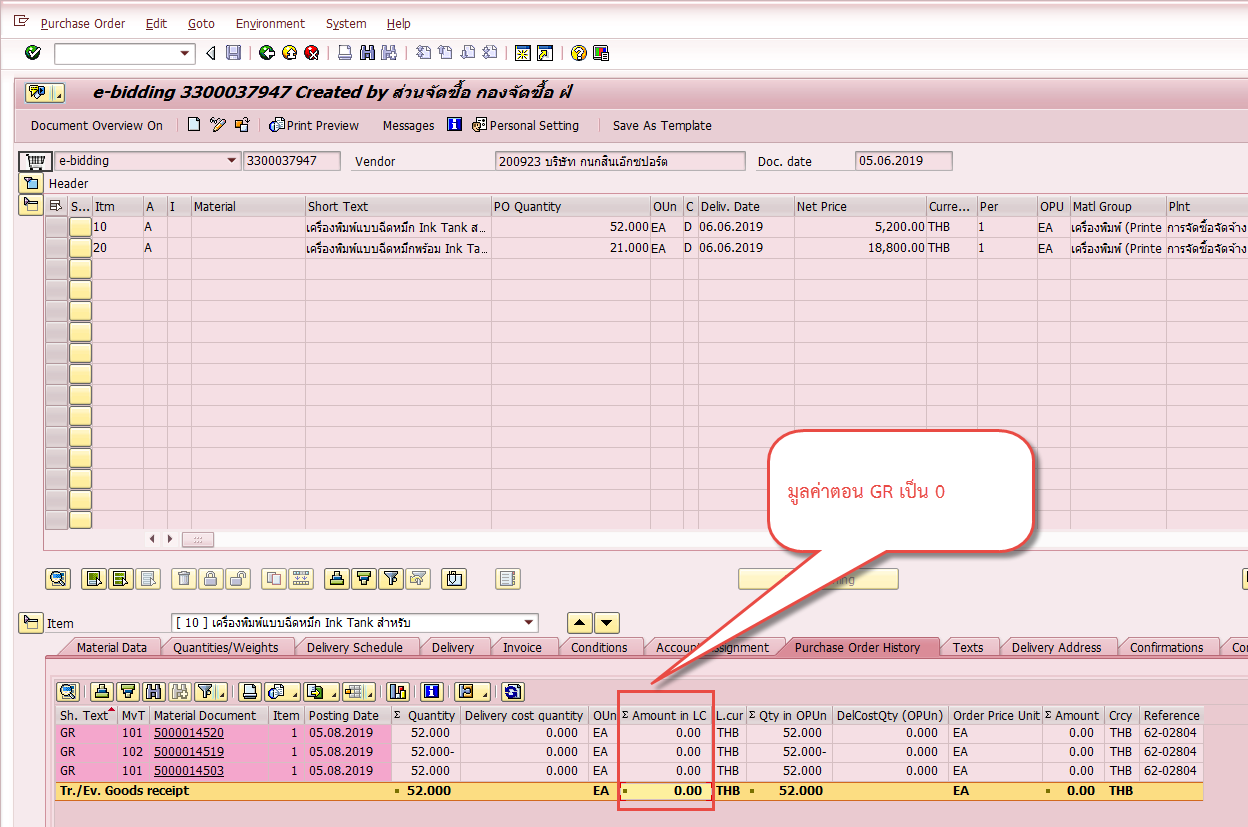 Purchase Order Edit Goto Environment System Help
e-bidding 3300037947 Created by ส่วนจัดซื้อ กองจัดซื้อ ฝ่
Document Overview On Print Preview Messages Personal Setting Save As Template
e-bidding 3300037947 Vendor 200923 บริษัท กนกสินเอ็กซปอร์ต Doc. date 05.06.2019
Header
S... Itm A I Material Short Text PO Quantity OUn C Deliv. Date Net Price Curre... Per OPU Matl Group Plnt
10 A เครื่องพิมพ์แบบฉีดหมึก Ink Tank ส... 52.000 EA D 06.06.2019 5,200.00 THB 1 EA เครื่องพิมพ์ (Printe การจัดซื้อจัดจ้าง
20 A เครื่องพิมพ์แบบฉีดหมึกพร้อม Ink Ta... 21.000 EA D 06.06.2019 18,800.00 THB 1 EA เครื่องพิมพ์ (Printe การจัดซื้อจัดจ้าง
มูลค่าตอน GR เป็น 0
Item [ 10 ] เครื่องพิมพ์แบบฉีดหมึก Ink Tank สำหรับ
Material Data Quantities/Weights Delivery Schedule Delivery Invoice Conditions Purchase Order History Texts Delivery Address Confirmations
Sh. Text MvT Material Document Item Posting Date Σ Quantity Delivery cost quantity OUn Σ Amount in LC L.cur Σ Qty in OPUn DelCostQty (OPUn) Order Price Unit Σ Amount Crcy Reference
GR 101 5000014520 1 05.08.2019 52.000 0.000 EA 0.00 THB 52.000 0.000 EA 0.00 THB 62-02804
GR 102 5000014519 1 05.08.2019 52.000- 0.000 EA 0.00 THB 52.000- 0.000 EA 0.00 THB 62-02804
GR 101 5000014503 1 05.08.2019 52.000 0.000 EA 0.00 THB 52.000 0.000 EA 0.00 THB 62-02804
Tr./Ev. Goods receipt 52.000 EA 0.00 THB 52.000 EA 0.00 THB